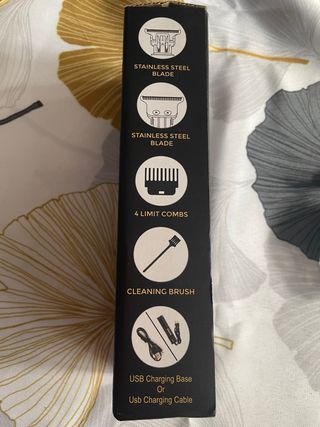 STAINLESS STEEL
BLADE
STAINLESS STEEL
BLADE
4 LIMIT COMBS
CLEANING BRUSH
USB Charging Base
Or
Usb Charging Cable